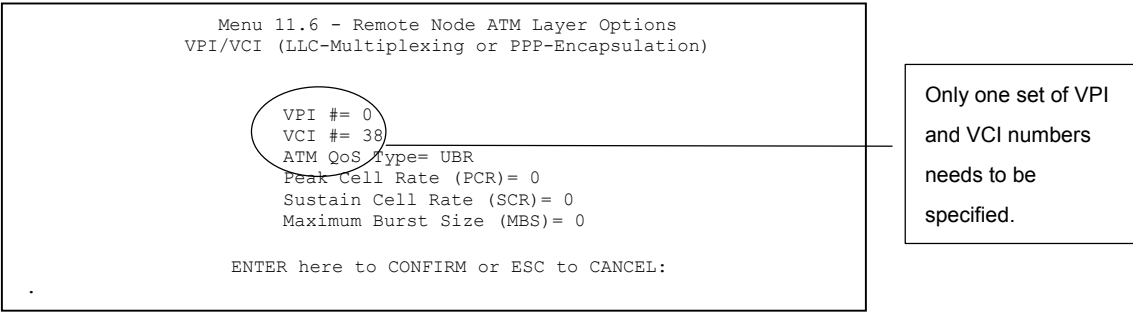 Menu 11.6 - Remote Node ATM Layer Options
VPI/VCI (LLC-Multiplexing or PPP-Encapsulation)
VPI #= 0
VCI #= 38
ATM QoS Type= UBR
Peak Cell Rate (PCR)= 0
Sustain Cell Rate (SCR)= 0
Maximum Burst Size (MBS)= 0
ENTER here to CONFIRM or ESC to CANCEL:
.
Only one set of VPI
and VCI numbers
needs to be
specified.